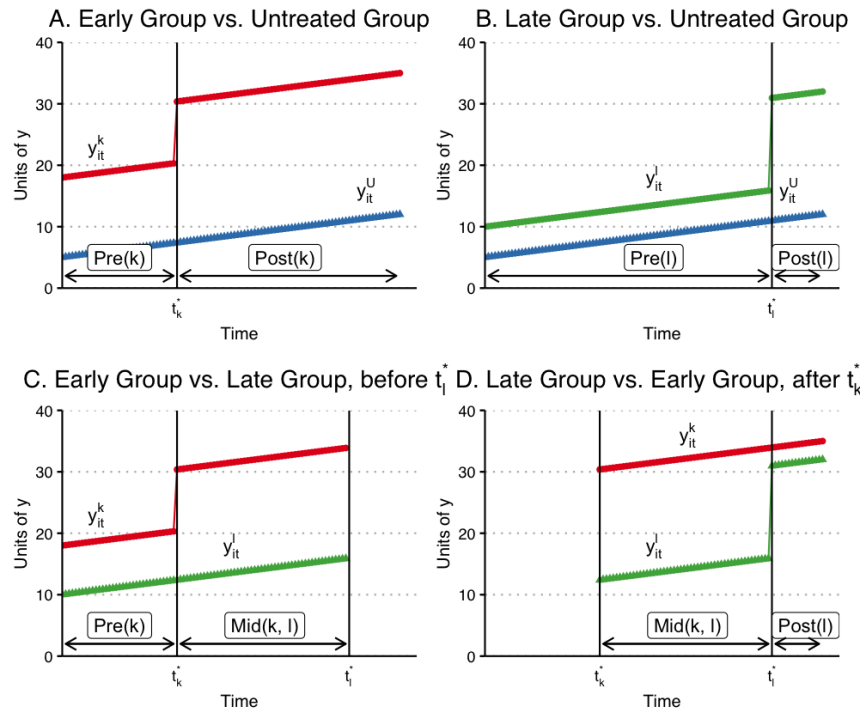 A. Early Group vs. Untreated Group
40
30
20
10
0
Units of y
y_it^k
y_it^U
Pre(k)
Post(k)
t_k^*
Time
B. Late Group vs. Untreated Group
40
30
20
10
0
Units of y
y_it^l
y_it^U
Pre(l)
Post(l)
t_l^*
Time
C. Early Group vs. Late Group, before t_l^*
40
30
20
10
0
Units of y
y_it^k
y_it^l
Pre(k)
Mid(k, l)
t_k^*
t_l^*
Time
D. Late Group vs. Early Group, after t_k^*
40
30
20
10
0
Units of y
y_it^k
y_it^l
Mid(k, l)
Post(l)
t_k^*
t_l^*
Time